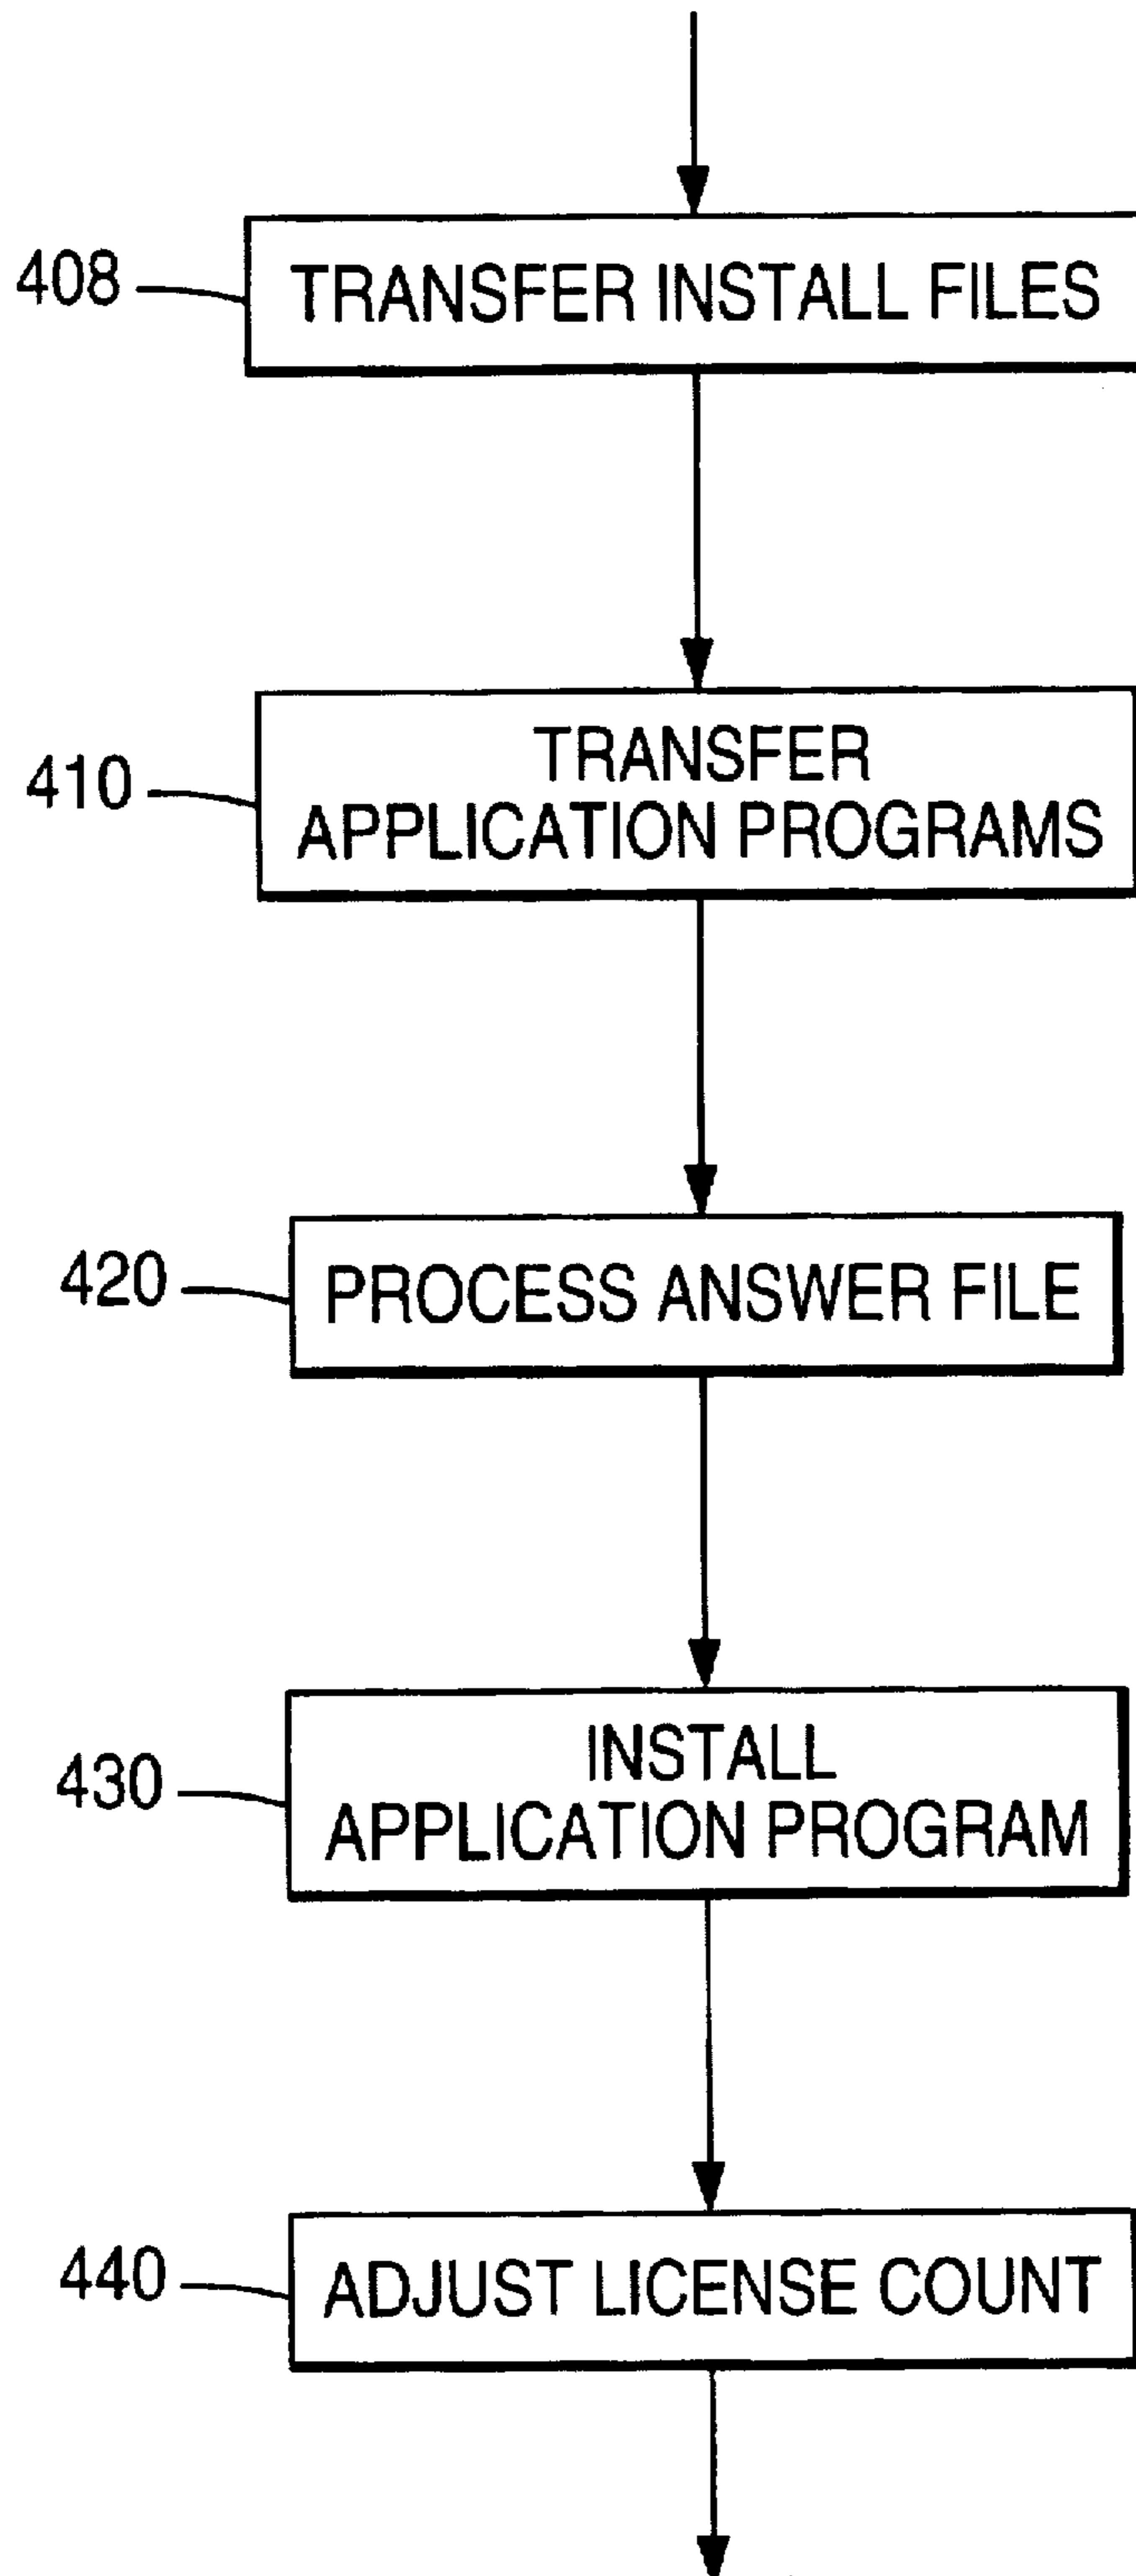 408
TRANSFER INSTALL FILES
410
TRANSFER
APPLICATION PROGRAMS
420
PROCESS ANSWER FILE
430
INSTALL
APPLICATION PROGRAM
440
ADJUST LICENSE COUNT